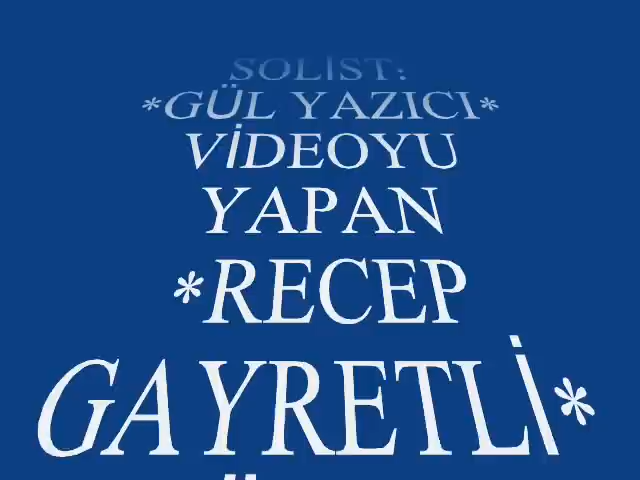 SOLİST:
*GÜL YAZICI*
VİDEOYU
YAPAN
*RECEP
GAYRETLİ*